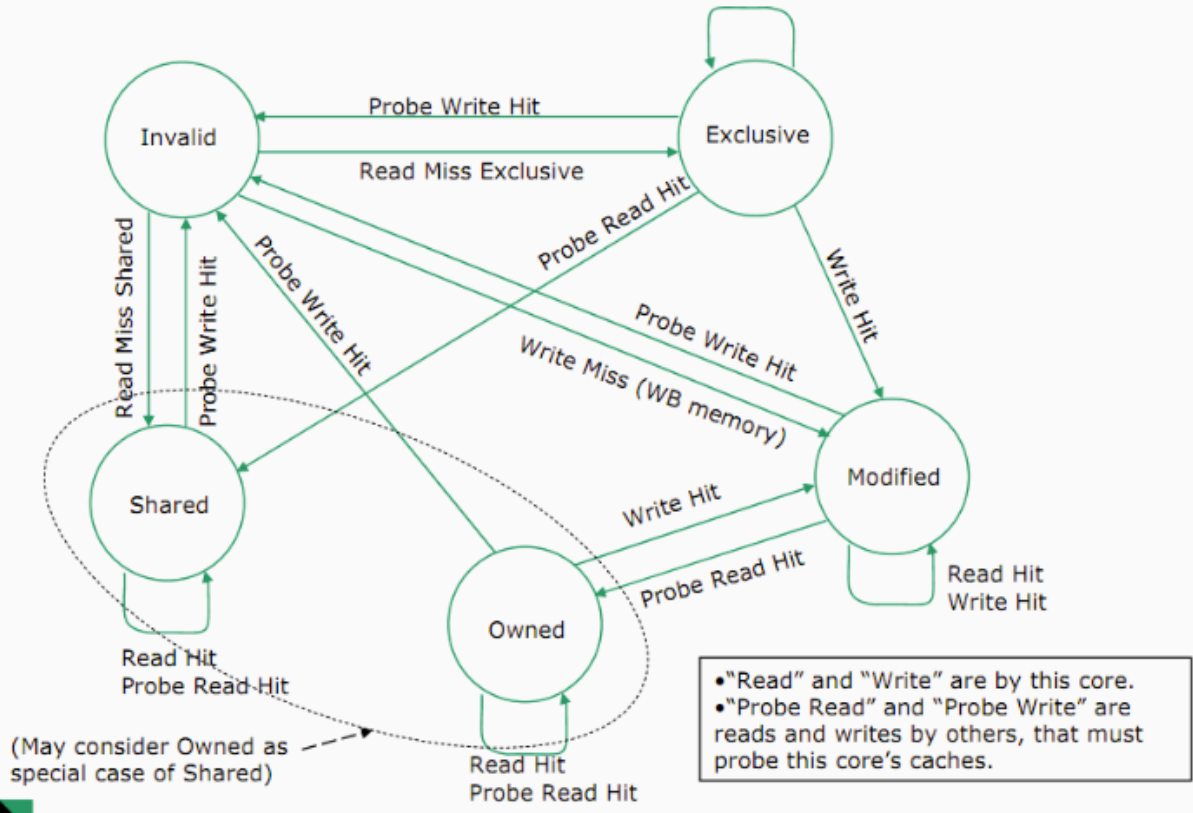 Invalid
Exclusive
Probe Write Hit
Read Miss Exclusive
Probe Read Hit
Read Miss Shared
Probe Write Hit
Probe Write Hit
Write Hit
Probe Write Hit
Write Miss (WB memory)
Shared
Modified
Write Hit
Probe Read Hit
Owned
Read Hit
Write Hit
Read Hit
Probe Read Hit
Read Hit
Probe Read Hit
(May consider Owned as
special case of Shared)
•“Read” and “Write” are by this core.
•“Probe Read” and “Probe Write” are
reads and writes by others, that must
probe this core’s caches.